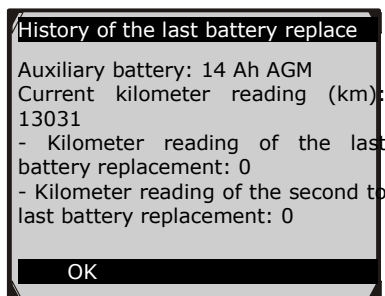 History of the last battery replace
Auxiliary battery: 14 Ah AGM
Current kilometer reading (km):
13031
- Kilometer reading of the last
battery replacement: 0
- Kilometer reading of the second to
last battery replacement: 0
OK